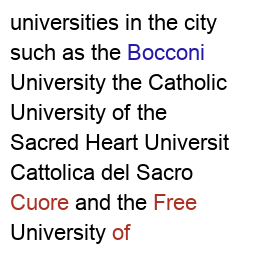 universities in the city
such as the Bocconi
University the Catholic
University of the
Sacred Heart Universit
Cattolica del Sacro
Cuore and the Free
University of